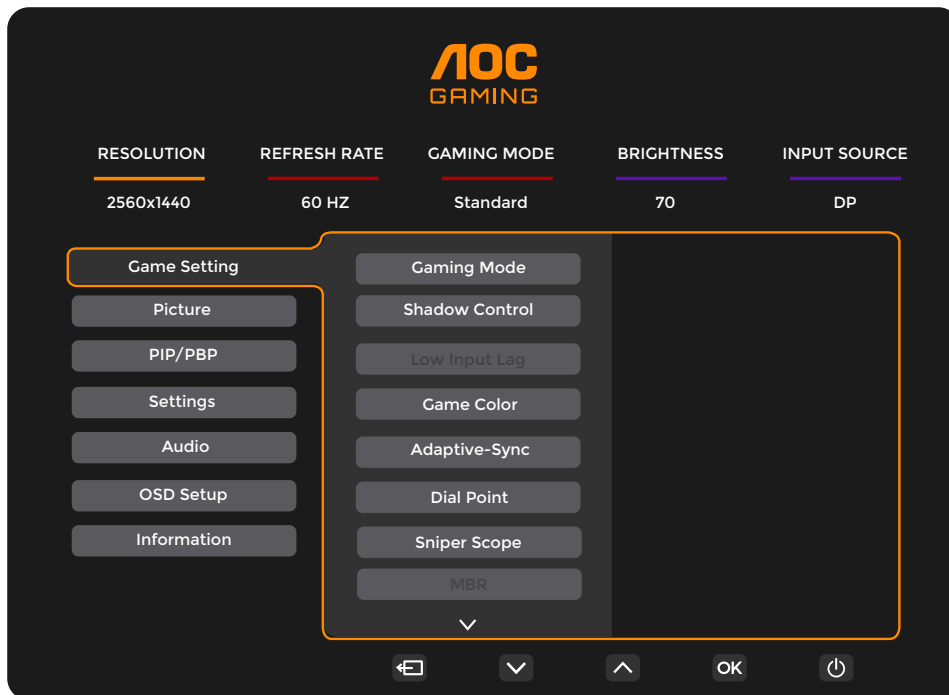 AOC
GAMING
RESOLUTION REFRESH RATE GAMING MODE BRIGHTNESS INPUT SOURCE
2560x1440 60 HZ Standard 70 DP
Game Setting
Picture
PIP/PBP
Settings
Audio
OSD Setup
Information
Gaming Mode
Shadow Control
Low Input Lag
Game Color
Adaptive-Sync
Dial Point
Sniper Scope
MBR
OK